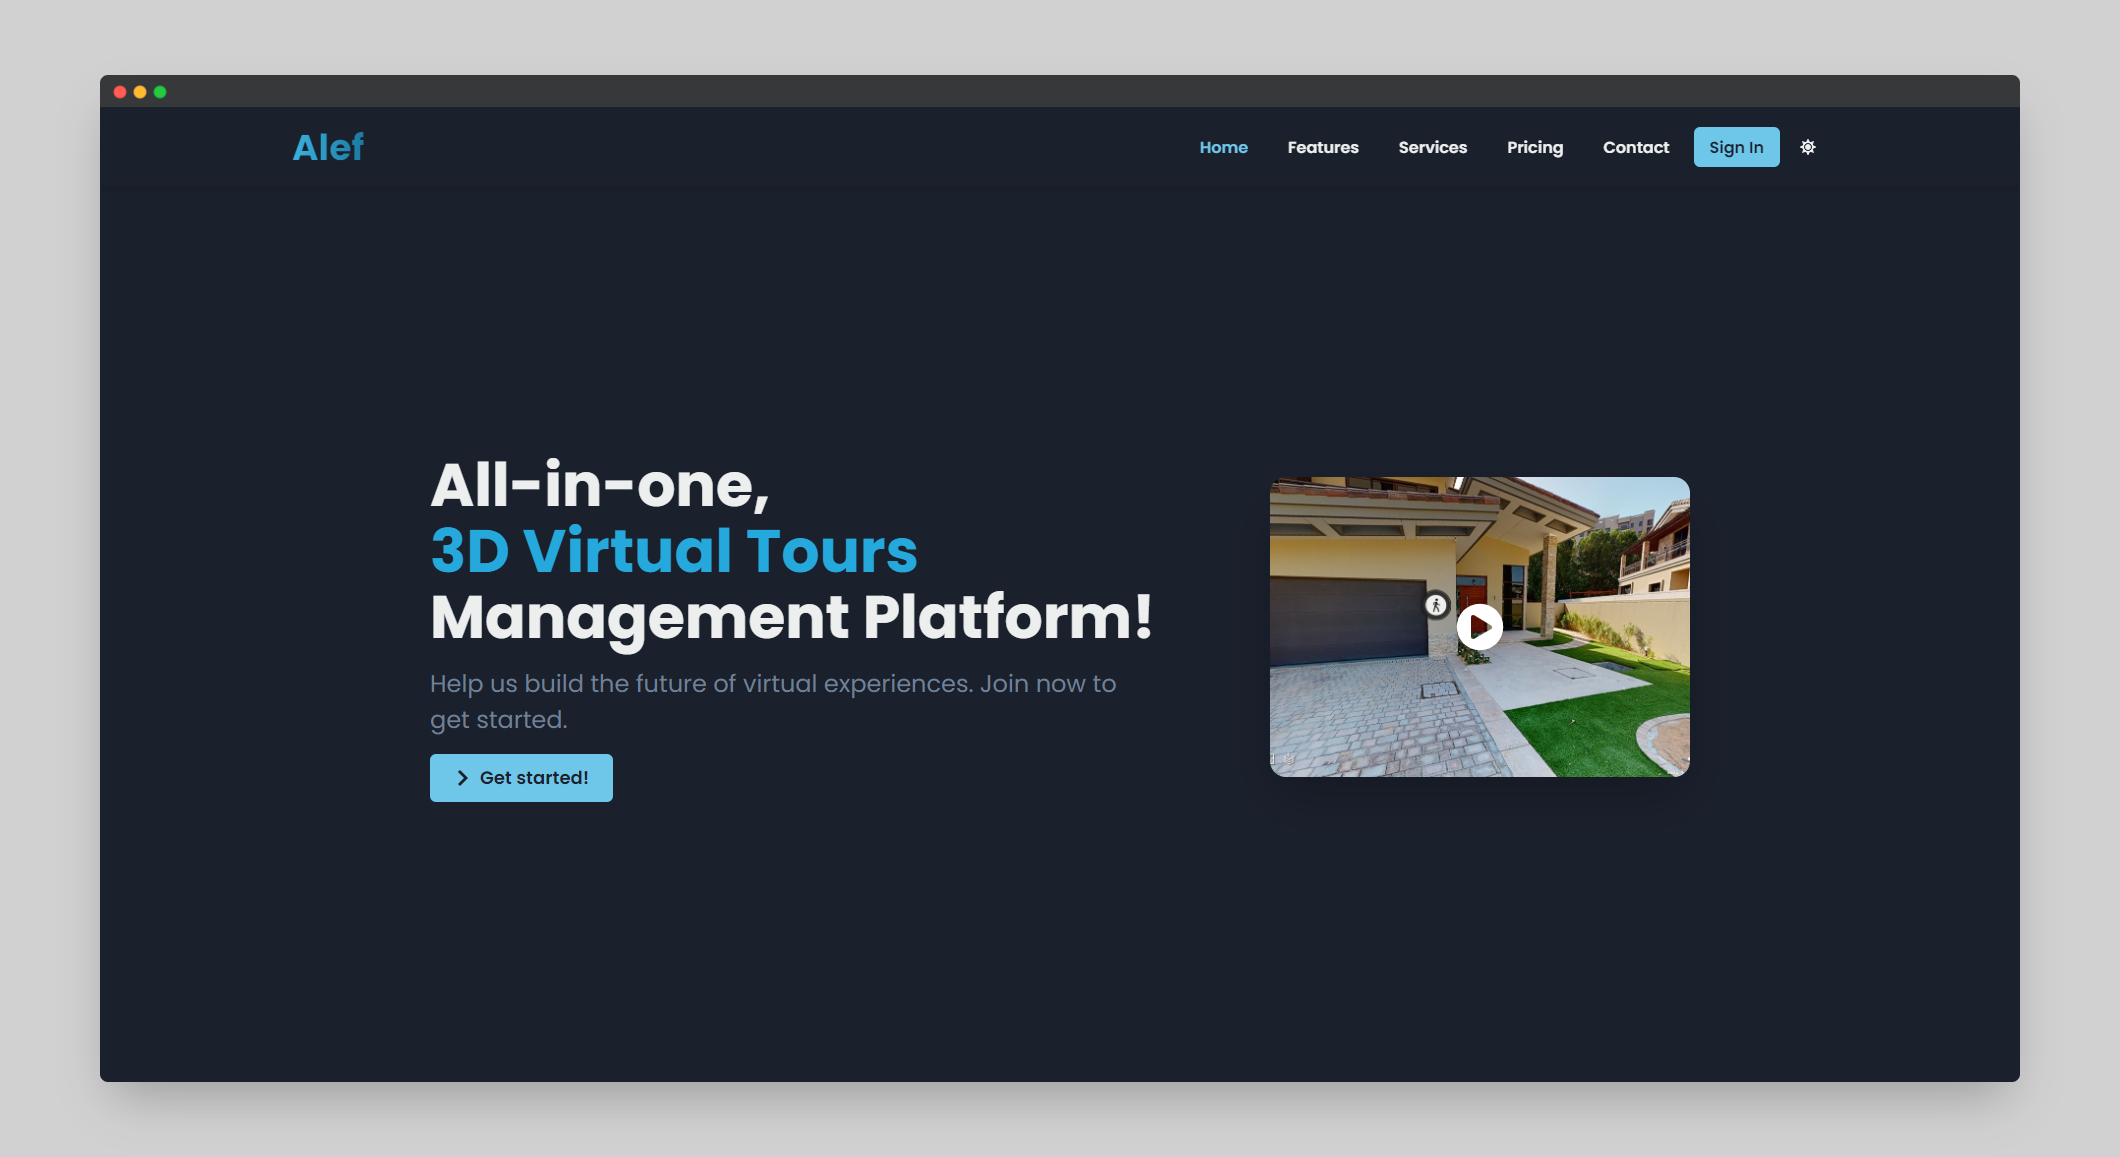 Alef
Home Features Services Pricing Contact Sign In
All-in-one,
3D Virtual Tours
Management Platform!
Help us build the future of virtual experiences. Join now to
get started.
Get started!